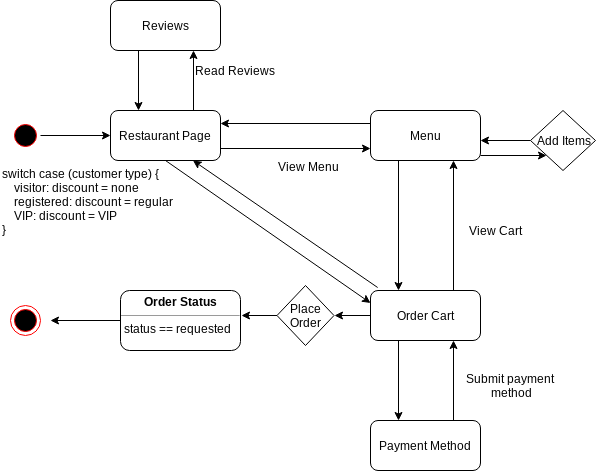 Reviews
Read Reviews
Restaurant Page
Menu
Add Items
View Menu
switch case (customer type) {
    visitor: discount = none
    registered: discount = regular
    VIP: discount = VIP
}
View Cart
Order Status
status == requested
Place
Order
Order Cart
Submit payment
method
Payment Method